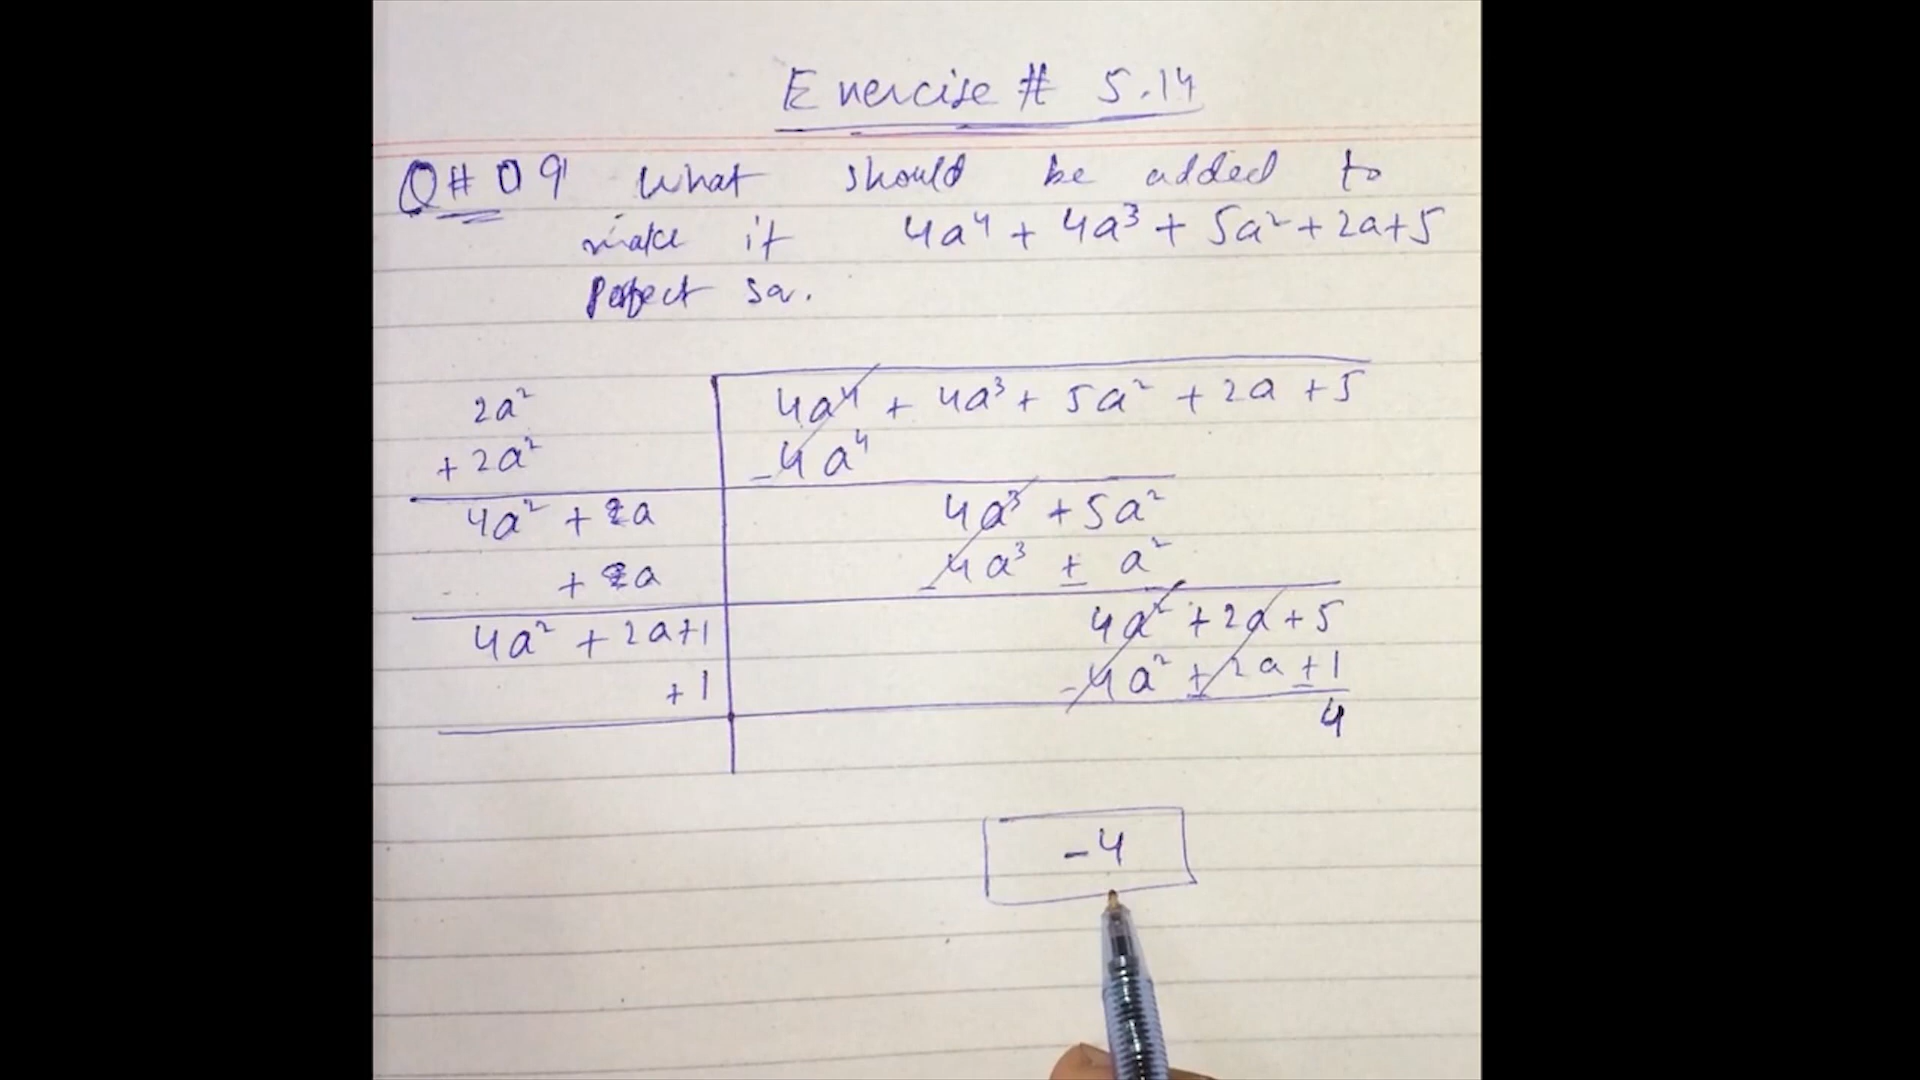 Exercise # 5.14
Q# 09 What should be added to
make it 4a⁴ + 4a³ + 5a² + 2a + 5
Perfect sq.
2a² 4a⁴ + 4a³ + 5a² + 2a + 5
+ 2a² - 4a⁴
4a² + a 4a³ + 5a²
+ a - 4a³ ± a²
4a² + 2a + 1 4a² + 2a + 5
+ 1 - 4a² ± 2a ± 1
4
- 4